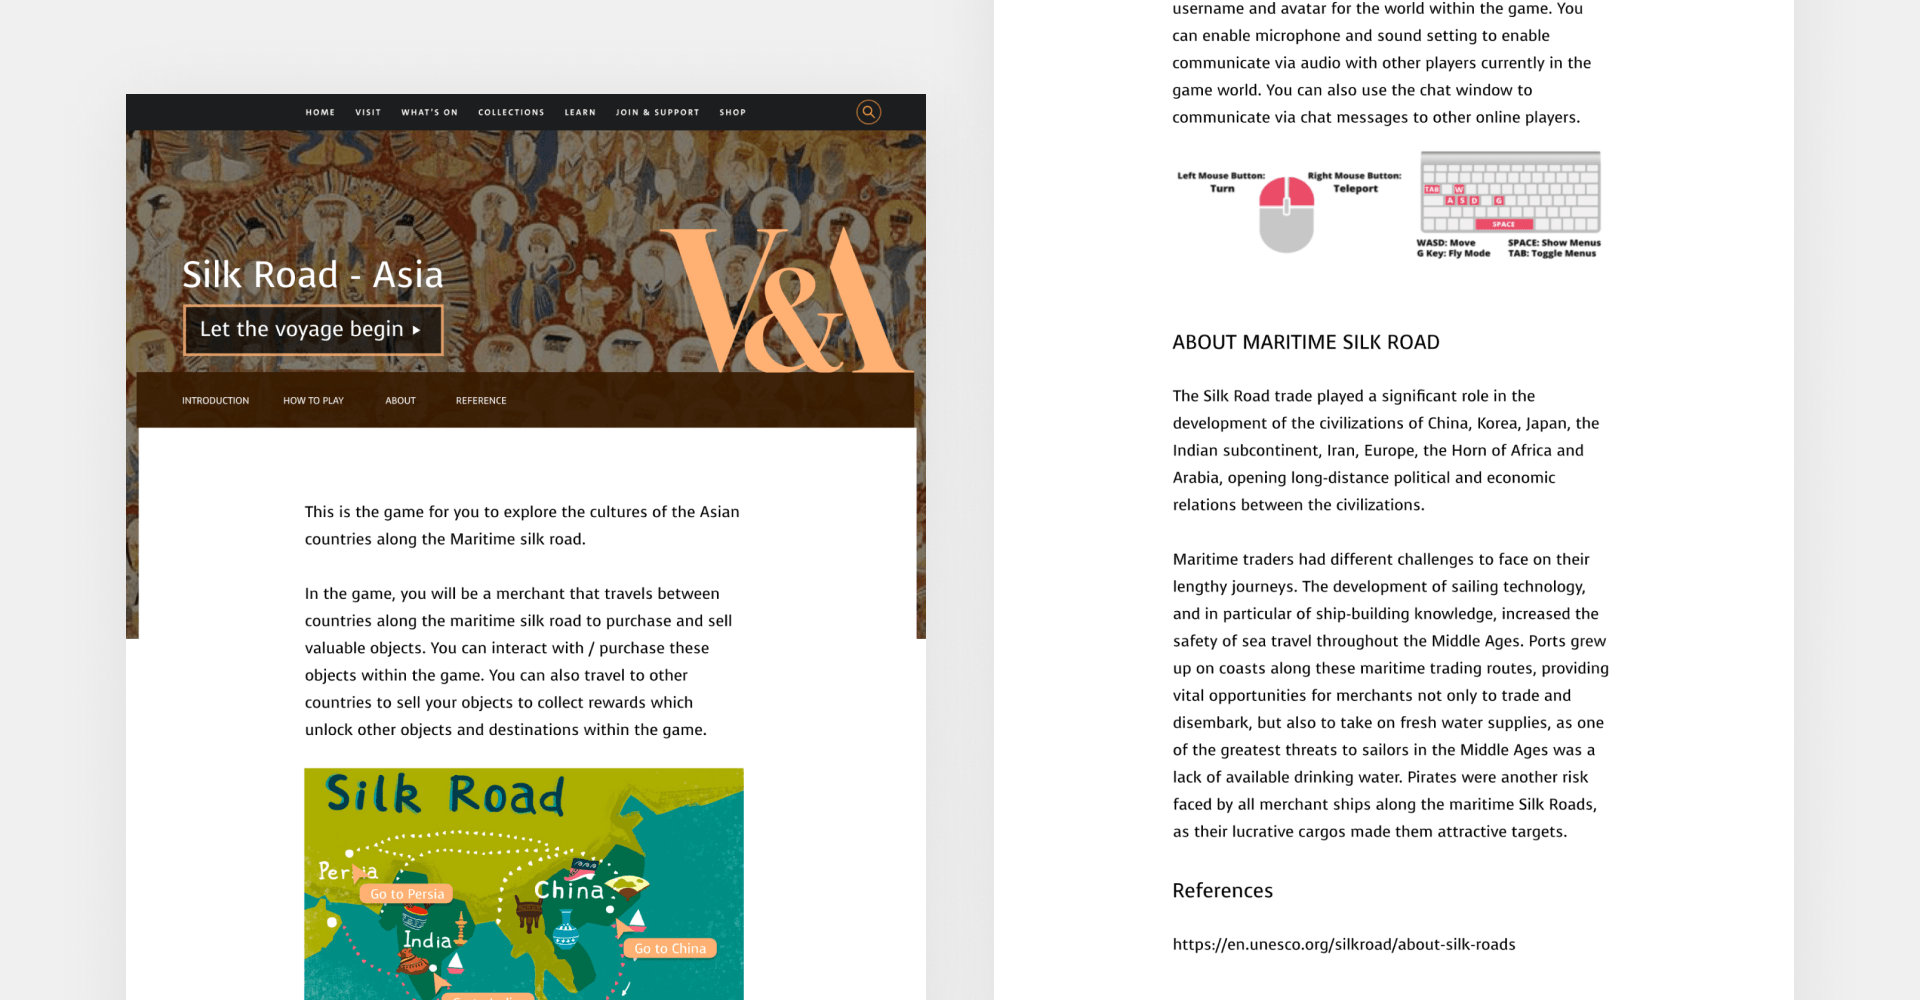 HOME VISIT WHAT'S ON COLLECTIONS LEARN JOIN & SUPPORT SHOP
Silk Road - Asia
Let the voyage begin
V&A
INTRODUCTION HOW TO PLAY ABOUT REFERENCE
This is the game for you to explore the cultures of the Asian
countries along the Maritime silk road.
In the game, you will be a merchant that travels between
countries along the maritime silk road to purchase and sell
valuable objects. You can interact with / purchase these
objects within the game. You can also travel to other
countries to sell your objects to collect rewards which
unlock other objects and destinations within the game.
Silk Road
Persia
Go to Persia
China
India
Go to China
username and avatar for the world within the game. You
can enable microphone and sound setting to enable
communicate via audio with other players currently in the
game world. You can also use the chat window to
communicate via chat messages to other online players.
Left Mouse Button:
Turn
Right Mouse Button:
Teleport
TAB W
A S D G
SPACE
WASD: Move
G Key: Fly Mode
SPACE: Show Menus
TAB: Toggle Menus
ABOUT MARITIME SILK ROAD
The Silk Road trade played a significant role in the
development of the civilizations of China, Korea, Japan, the
Indian subcontinent, Iran, Europe, the Horn of Africa and
Arabia, opening long-distance political and economic
relations between the civilizations.
Maritime traders had different challenges to face on their
lengthy journeys. The development of sailing technology,
and in particular of ship-building knowledge, increased the
safety of sea travel throughout the Middle Ages. Ports grew
up on coasts along these maritime trading routes, providing
vital opportunities for merchants not only to trade and
disembark, but also to take on fresh water supplies, as one
of the greatest threats to sailors in the Middle Ages was a
lack of available drinking water. Pirates were another risk
faced by all merchant ships along the maritime Silk Roads,
as their lucrative cargos made them attractive targets.
References
https://en.unesco.org/silkroad/about-silk-roads